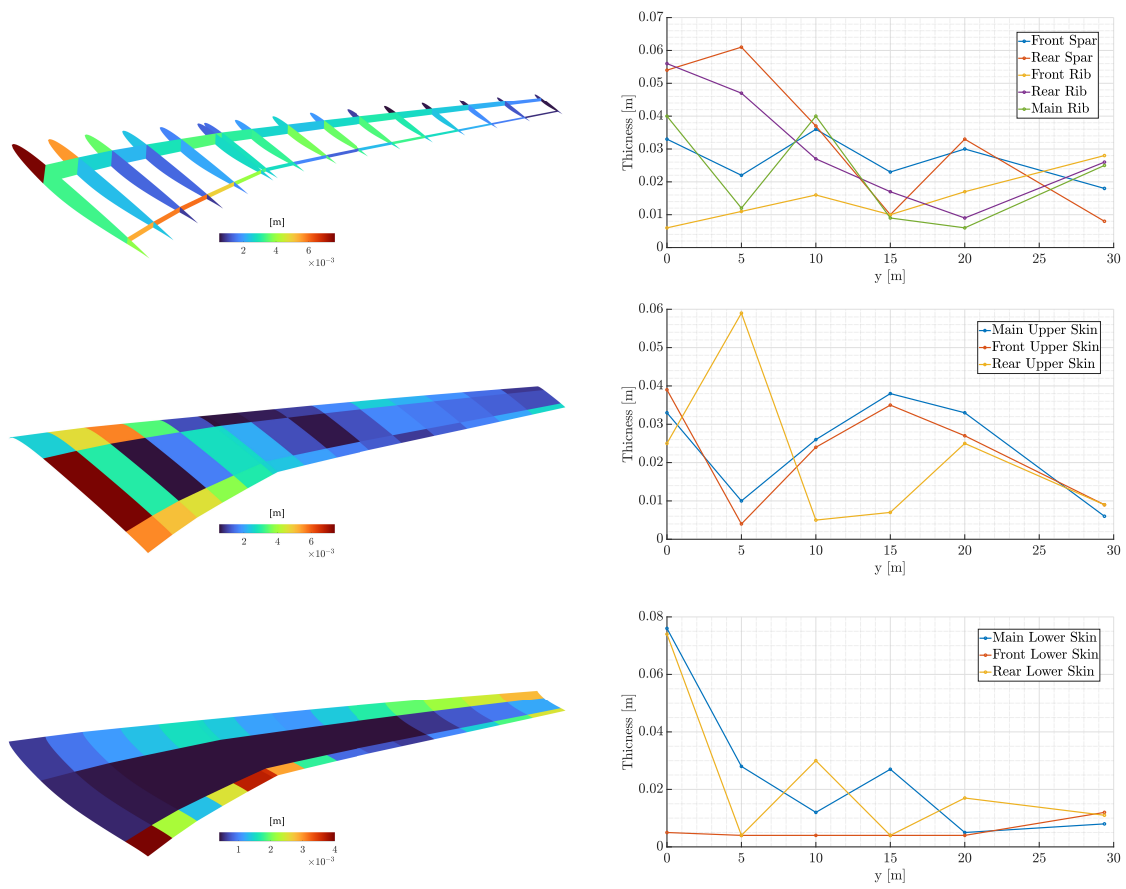 [m]
2 4 6
×10⁻³
0.07
0.06
0.05
0.04
0.03
0.02
0.01
0
Thicness [m]
0 5 10 15 20 25 30
y [m]
Front Spar
Rear Spar
Front Rib
Rear Rib
Main Rib
[m]
2 4 6
×10⁻³
0.06
0.05
0.04
0.03
0.02
0.01
0
Thicness [m]
0 5 10 15 20 25 30
y [m]
Main Upper Skin
Front Upper Skin
Rear Upper Skin
[m]
1 2 3 4
×10⁻³
0.08
0.06
0.04
0.02
0
Thicness [m]
0 5 10 15 20 25 30
y [m]
Main Lower Skin
Front Lower Skin
Rear Lower Skin